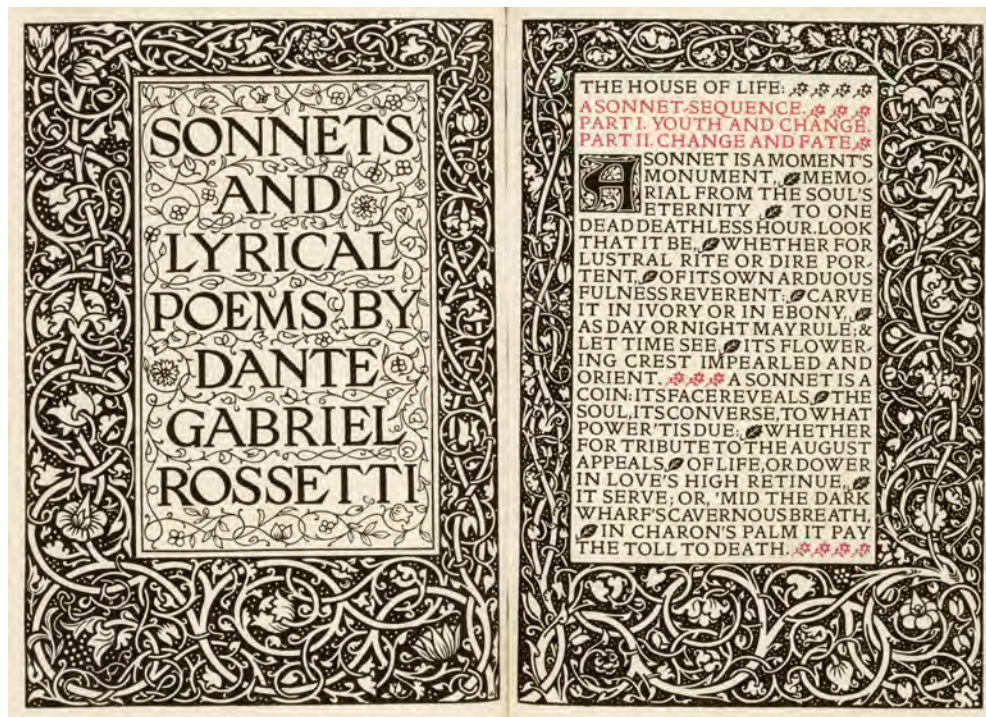 SONNETS
AND
LYRICAL
POEMS BY
DANTE
GABRIEL
ROSSETTI
THE HOUSE OF LIFE:
A SONNET-SEQUENCE.
PART I. YOUTH AND CHANGE.
PART II. CHANGE AND FATE.
A SONNET IS A MOMENT'S
MONUMENT, MEMO-
RIAL FROM THE SOUL'S
ETERNITY TO ONE
DEAD DEATHLESS HOUR. LOOK
THAT IT BE, WHETHER FOR
LUSTRAL RITE OR DIRE POR-
TENT, OF ITS OWN ARDUOUS
FULNESS REVERENT: CARVE
IT IN IVORY OR IN EBONY,
AS DAY OR NIGHT MAY RULE; &
LET TIME SEE ITS FLOWER-
ING CREST IMPEARLED AND
ORIENT. A SONNET IS A
COIN: ITS FACE REVEALS THE
SOUL, ITS CONVERSE, TO WHAT
POWER 'TIS DUE: WHETHER
FOR TRIBUTE TO THE AUGUST
APPEALS OF LIFE, OR DOWER
IN LOVE'S HIGH RETINUE,
IT SERVE; OR, 'MID THE DARK
WHARF'S CAVERNOUS BREATH,
IN CHARON'S PALM IT PAY
THE TOLL TO DEATH.